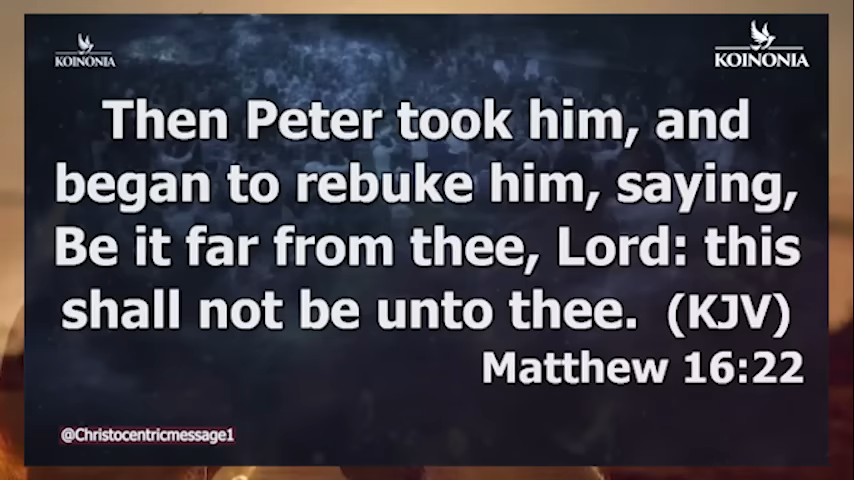 KOINONIA
KOINONIA
Then Peter took him, and
began to rebuke him, saying,
Be it far from thee, Lord: this
shall not be unto thee. (KJV)
Matthew 16:22
@Christocentricmessage1